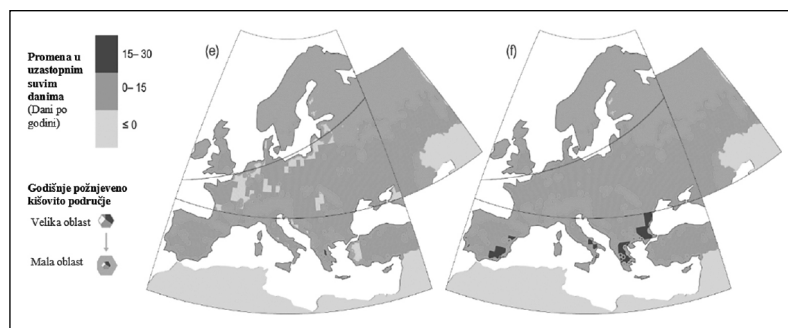 Promena u
uzastopnim
suvim
danima
(Dani po
godini)
15– 30
0– 15
≤ 0
Godišnje požnjeveno
kišovito područje
Velika oblast
Mala oblast
(e)
(f)